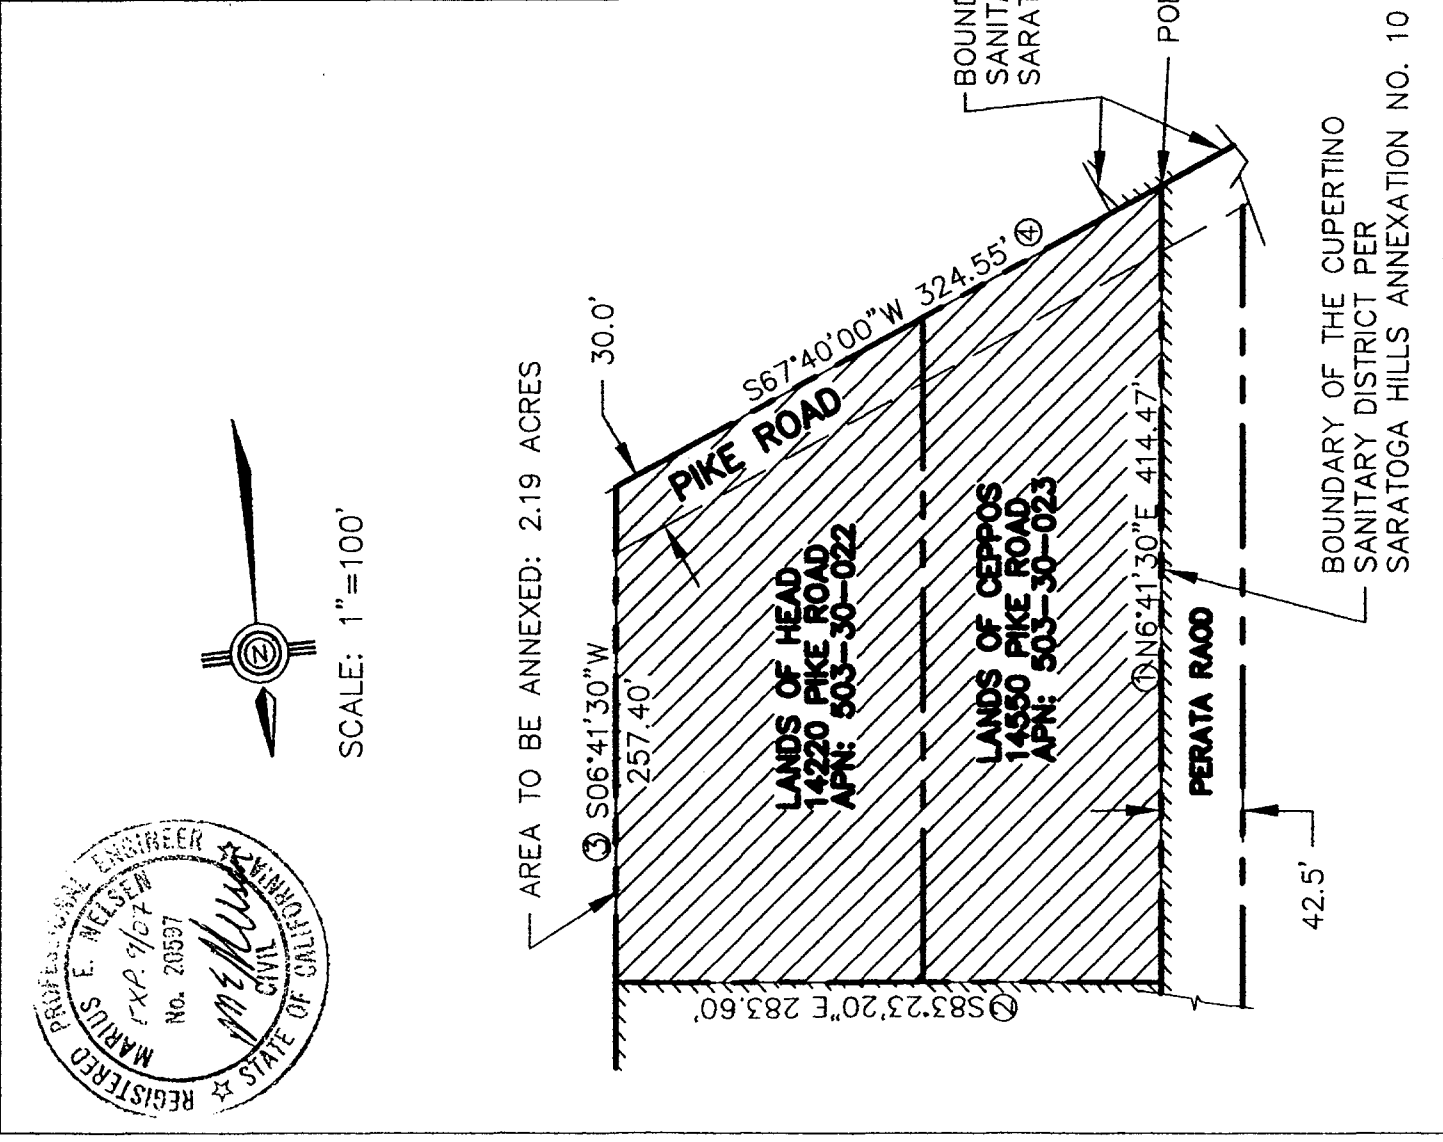 REGISTERED PROFESSIONAL ENGINEER
MARIUS E. NELSEN
EXP. 9/07
No. 20597
CIVIL
STATE OF CALIFORNIA
N
SCALE: 1"=100'
AREA TO BE ANNEXED: 2.19 ACRES
③ S06°41'30"W
257.40'
30.0'
S67°40'00"W 324.55' ④
PIKE ROAD
LANDS OF HEAD
14220 PIKE ROAD
APN: 503-30-022
LANDS OF CEPPOS
14550 PIKE ROAD
APN: 503-30-023
① N6°41'30"E 414.47'
② S83°23'20"E 283.60'
PERATA RAOD
42.5'
BOUNDARY OF THE CUPERTINO
SANITARY DISTRICT PER
SARATOGA HILLS ANNEXATION NO. 10
BOUND
SANITA
SARAT